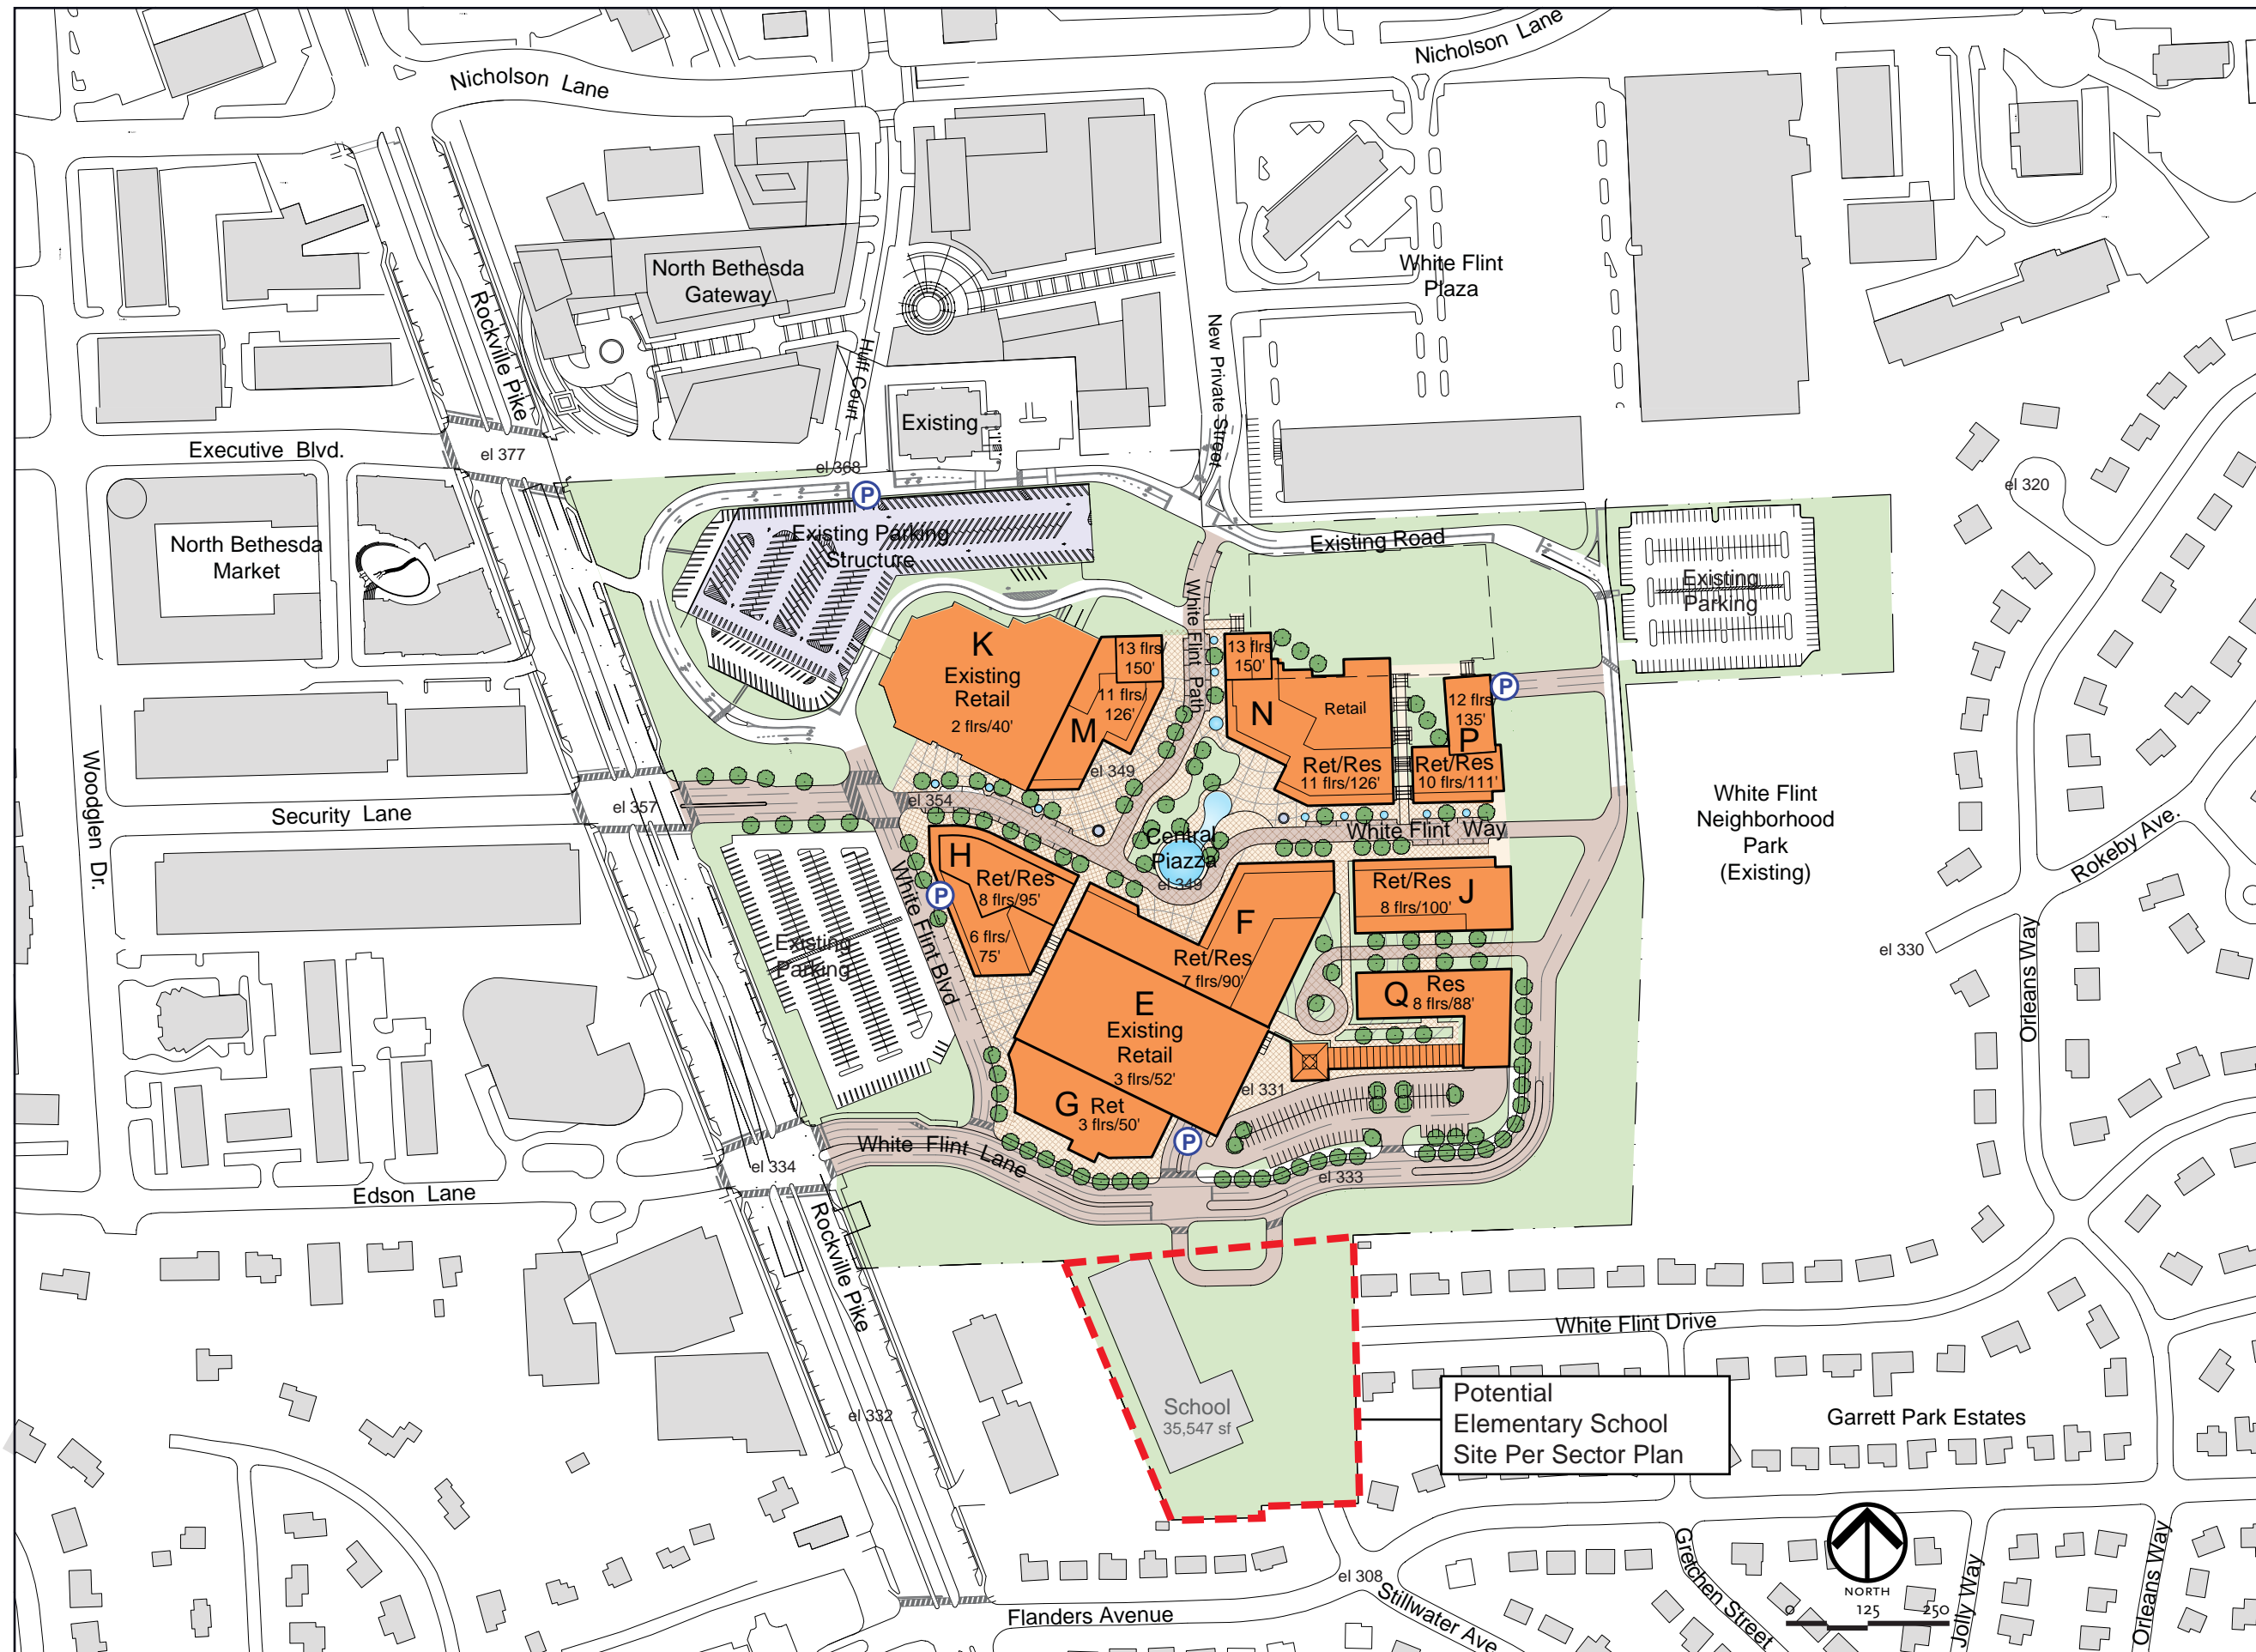 Nicholson Lane
Nicholson Lane
Rockville Pike
North Bethesda
Gateway
Huff Court
New Private Street
White Flint
Plaza
Existing
Executive Blvd.
el 377
el 368
el 320
North Bethesda
Market
Existing Parking
Structure
P
Existing Road
Existing
Parking
White Flint Path
K
Existing
Retail
2 flrs/40'
13 flrs/
150'
11 flrs/
126'
M
el 349
13 flrs/
150'
N
Retail
Ret/Res
11 flrs/126'
12 flrs/
135'
P
P
Ret/Res
10 flrs/111'
Woodglen Dr.
Security Lane
el 357
el 354
White Flint Way
Central
Piazza
el 349
White Flint
Neighborhood
Park
(Existing)
Rokeby Ave.
H
Ret/Res
8 flrs/95'
6 flrs/
75'
P
White Flint Blvd
Existing
Parking
F
Ret/Res
7 flrs/90'
Ret/Res
J
8 flrs/100'
el 330
Orleans Way
Q
Res
8 flrs/88'
E
Existing
Retail
3 flrs/52'
el 331
G
Ret
3 flrs/50'
P
White Flint Lane
el 334
el 333
Edson Lane
Rockville Pike
White Flint Drive
el 332
School
35,547 sf
Potential
Elementary School
Site Per Sector Plan
Garrett Park Estates
el 308
Flanders Avenue
Stillwater Ave
Gretchen Street
Jolly Way
Orleans Way
NORTH
0 125 250